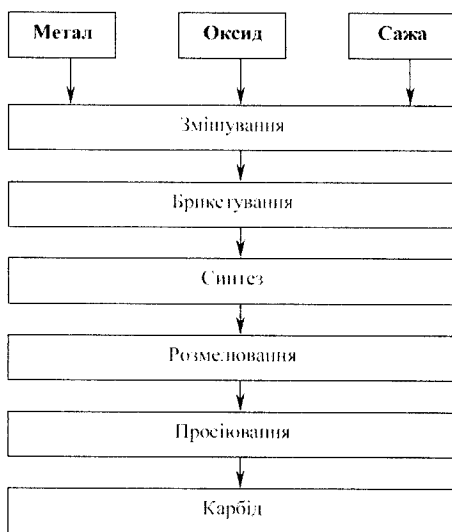 Метал Оксид Сажа
Змішування
Брикетування
Синтез
Розмелювання
Просіювання
Карбід